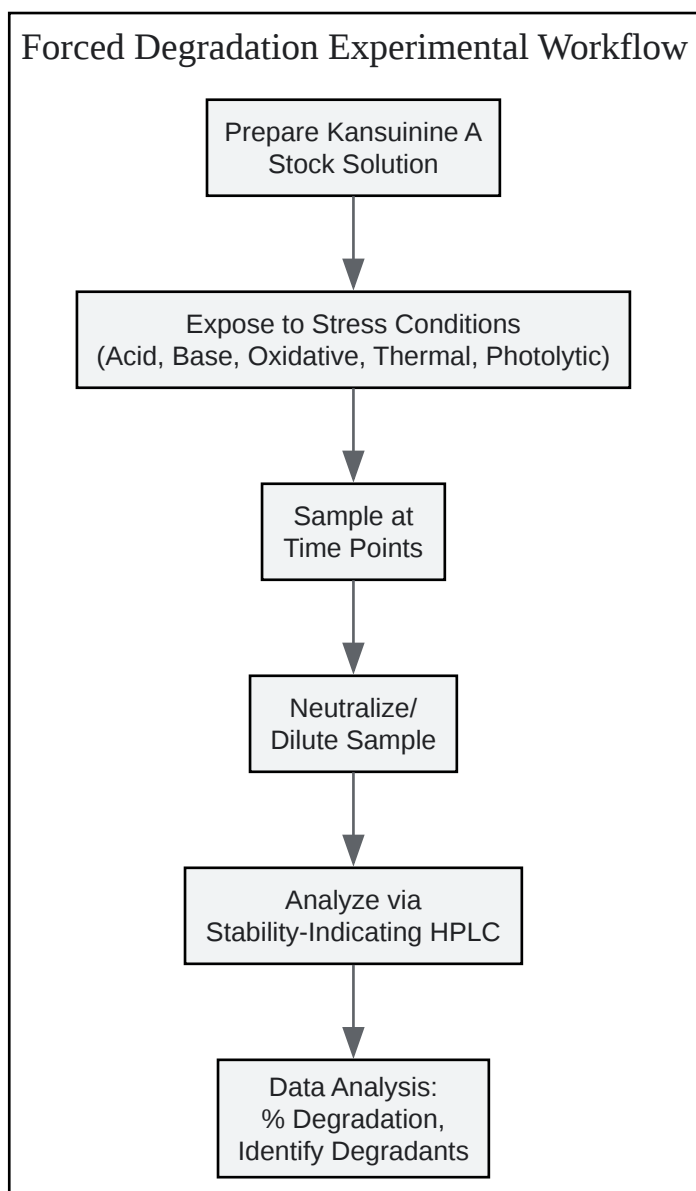 Forced Degradation Experimental Workflow
Prepare Kansuinine A
Stock Solution
Expose to Stress Conditions
(Acid, Base, Oxidative, Thermal, Photolytic)
Sample at
Time Points
Neutralize/
Dilute Sample
Analyze via
Stability-Indicating HPLC
Data Analysis:
% Degradation,
Identify Degradants